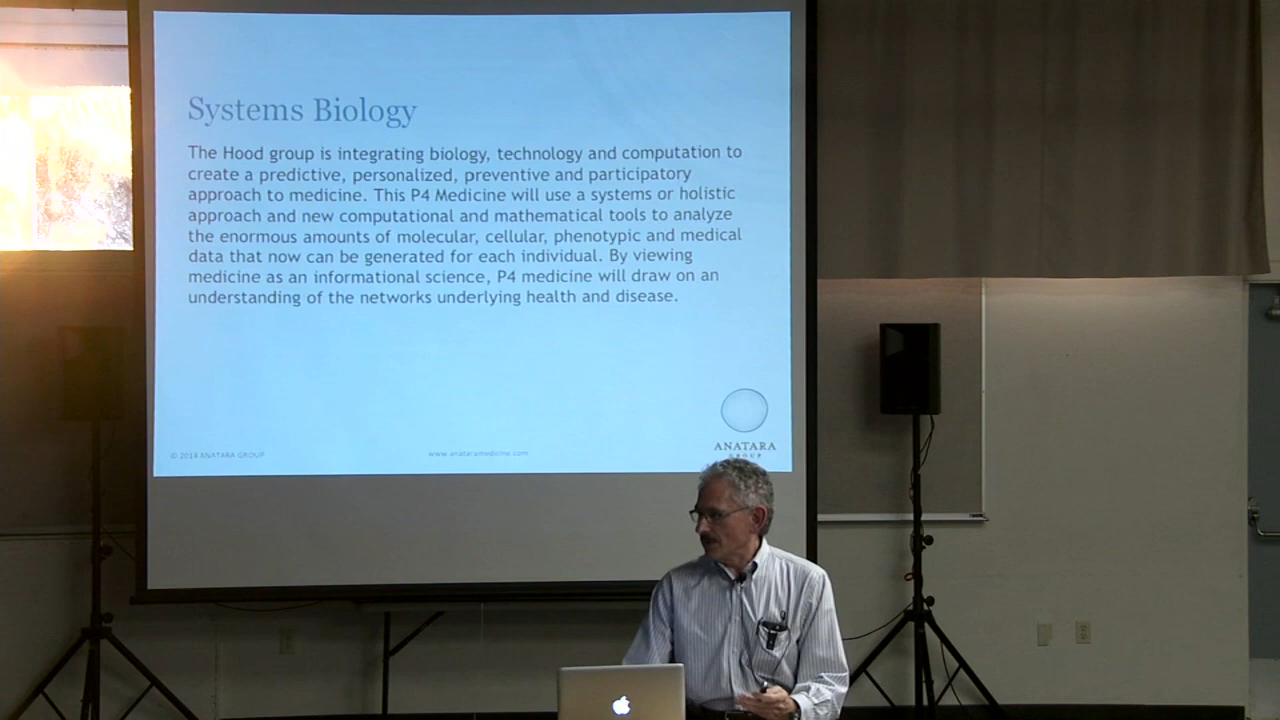 Systems Biology
The Hood group is integrating biology, technology and computation to
create a predictive, personalized, preventive and participatory
approach to medicine. This P4 Medicine will use a systems or holistic
approach and new computational and mathematical tools to analyze
the enormous amounts of molecular, cellular, phenotypic and medical
data that now can be generated for each individual. By viewing
medicine as an informational science, P4 medicine will draw on an
understanding of the networks underlying health and disease.
ANATARA
GROUP
© 2014 ANATARA GROUP
www.anataramedicine.com